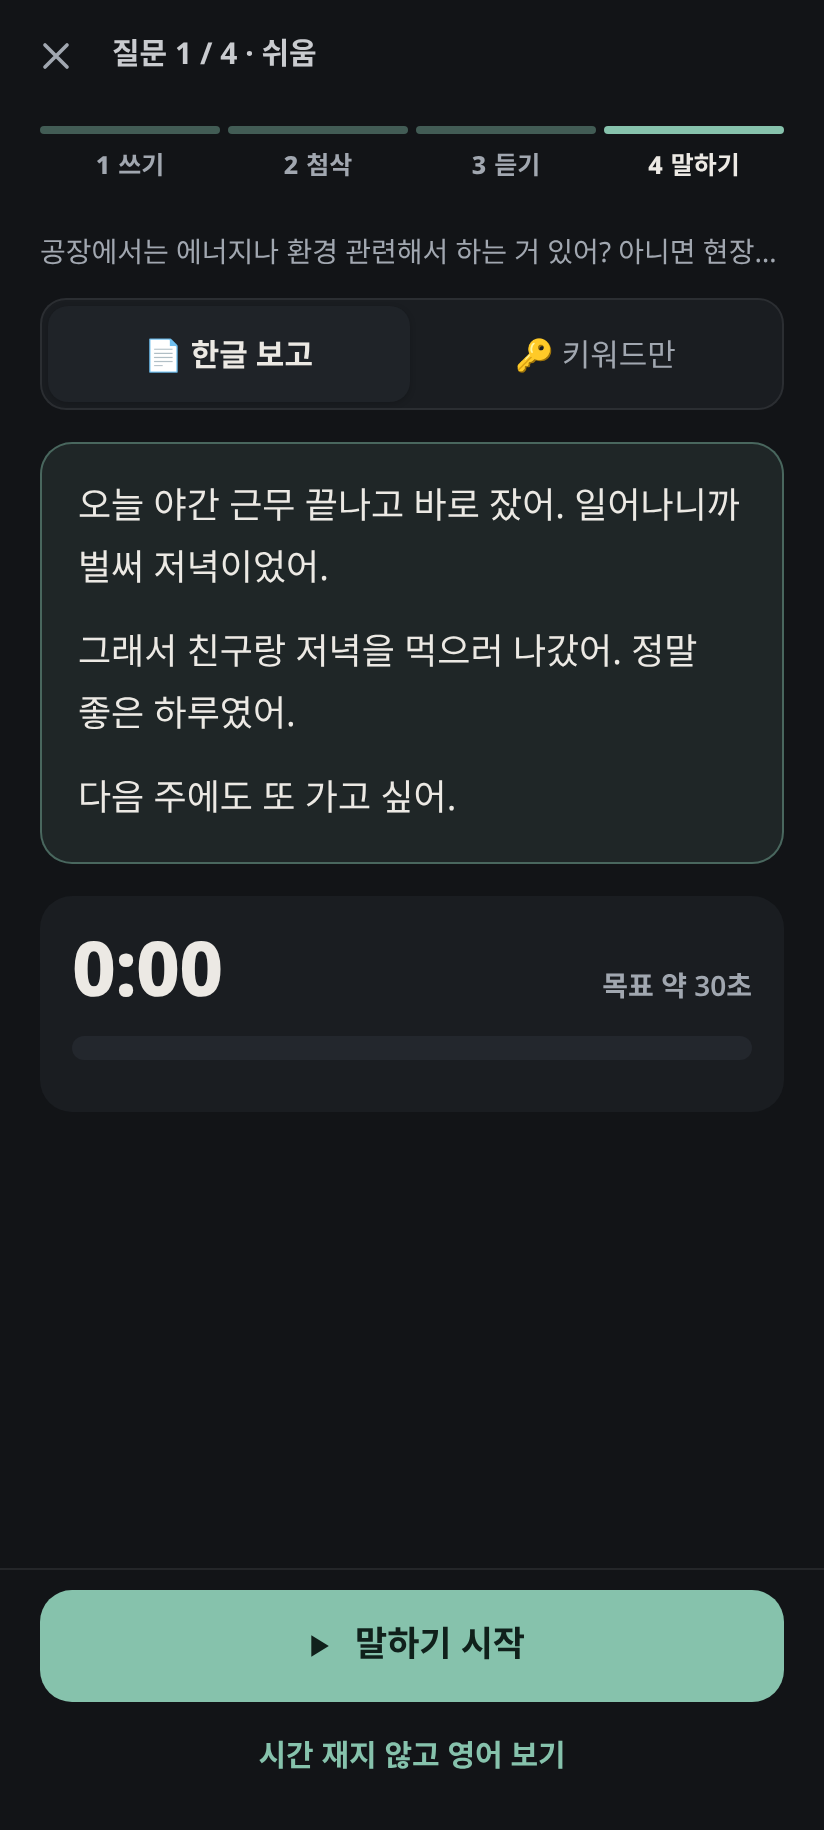 질문 1 / 4 · 쉬움
1 쓰기
2 첨삭
3 듣기
4 말하기
공장에서는 에너지나 환경 관련해서 하는 거 있어? 아니면 현장...
한글 보고
키워드만
오늘 야간 근무 끝나고 바로 잤어. 일어나니까
벌써 저녁이었어.
그래서 친구랑 저녁을 먹으러 나갔어. 정말
좋은 하루였어.
다음 주에도 또 가고 싶어.
0:00
목표 약 30초
말하기 시작
시간 재지 않고 영어 보기